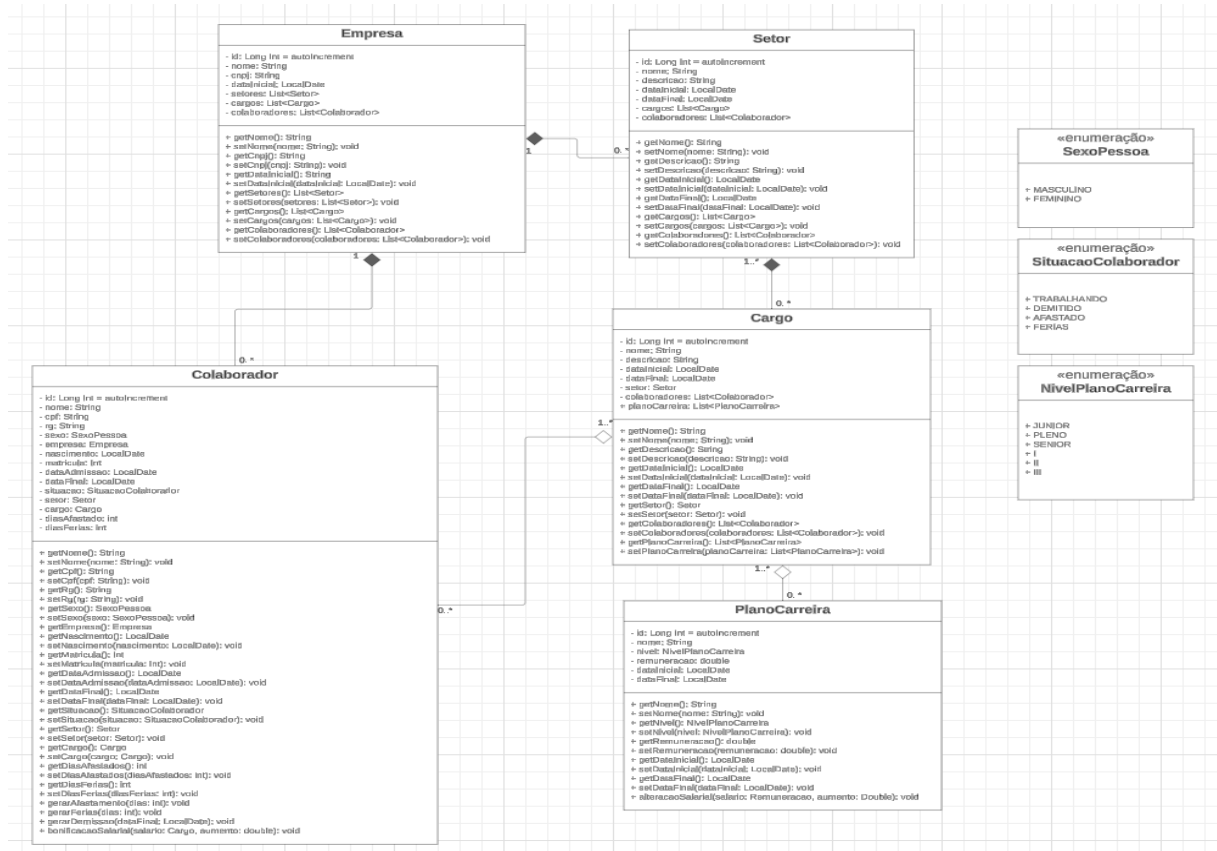 Empresa
- id: Long Int = autoIncrement
- nome: String
- cnpj: String
- dataInicial: LocalDate
- setores: List<Setor>
- cargos: List<Cargo>
- colaboradores: List<Colaborador>
+ getNome(): String
+ setNome(nome: String): void
+ getCnpj(): String
+ setCnpj(cnpj: String): void
+ getDataInicial(): String
+ setDataInicial(dataInicial: LocalDate): void
+ getSetores(): List<Setor>
+ setSetores(setores: List<Setor>): void
+ getCargos(): List<Cargo>
+ setCargos(cargos: List<Cargo>): void
+ getColaboradores(): List<Colaborador>
+ setColaboradores(colaboradores: List<Colaborador>): void
1
0. *
1
0. *
Setor
- id: Long Int = autoIncrement
- nome: String
- descricao: String
- dataInicial: LocalDate
- dataFinal: LocalDate
- cargos: List<Cargo>
- colaboradores: List<Colaborador>
+ getNome(): String
+ setNome(nome: String): void
+ getDescricao(): String
+ setDescricao(descricao: String): void
+ getDataInicial(): LocalDate
+ setDataInicial(dataInicial: LocalDate): void
+ getDataFinal(): LocalDate
+ setDataFinal(dataFinal: LocalDate): void
+ getCargos(): List<Cargo>
+ setCargos(cargos: List<Cargo>): void
+ getColaboradores(): List<Colaborador>
+ setColaboradores(colaboradores: List<Colaborador>): void
1..*
0. *
«enumeração»
SexoPessoa
+ MASCULINO
+ FEMININO
«enumeração»
SituacaoColaborador
+ TRABALHANDO
+ DEMITIDO
+ AFASTADO
+ FERIAS
«enumeração»
NivelPlanoCarreira
+ JUNIOR
+ PLENO
+ SENIOR
+ I
+ II
+ III
Colaborador
- id: Long Int = autoIncrement
- nome: String
- cpf: String
- rg: String
- sexo: SexoPessoa
- empresa: Empresa
- nascimento: LocalDate
- matricula: Int
- dataAdmissao: LocalDate
- dataFinal: LocalDate
- situacao: SituacaoColaborador
- setor: Setor
- cargo: Cargo
- diasAfastado: Int
- diasFerias: Int
+ getNome(): String
+ setNome(nome: String): void
+ getCpf(): String
+ setCpf(cpf: String): void
+ getRg(): String
+ setRg(rg: String): void
+ getSexo(): SexoPessoa
+ setSexo(sexo: SexoPessoa): void
+ getEmpresa(): Empresa
+ getNascimento(): LocalDate
+ setNascimento(nascimento: LocalDate): void
+ getMatricula(): Int
+ setMatricula(matricula: Int): void
+ getDataAdmissao(): LocalDate
+ setDataAdmissao(dataAdmissao: LocalDate): void
+ getDataFinal(): LocalDate
+ setDataFinal(dataFinal: LocalDate): void
+ getSituacao(): SituacaoColaborador
+ setSituacao(situacao: SituacaoColaborador): void
+ getSetor(): Setor
+ setSetor(setor: Setor): void
+ getCargo(): Cargo
+ setCargo(cargo: Cargo): void
+ getDiasAfastados(): Int
+ setDiasAfastados(diasAfastados: Int): void
+ getDiasFerias(): Int
+ setDiasFerias(diasFerias: Int): void
+ gerarAfastamento(dias: Int): void
+ gerarFerias(dias: Int): void
+ gerarDemissao(dataFinal: LocalDate): void
+ bonificacaoSalarial(salario: Cargo, aumento: double): void
0..*
1..*
Cargo
- id: Long Int = autoIncrement
- nome: String
- descricao: String
- dataInicial: LocalDate
- dataFinal: LocalDate
- setor: Setor
- colaboradores: List<Colaborador>
+ planoCarreira: List<PlanoCarreira>
+ getNome(): String
+ setNome(nome: String): void
+ getDescricao(): String
+ setDescricao(descricao: String): void
+ getDataInicial(): LocalDate
+ setDataInicial(dataInicial: LocalDate): void
+ getDataFinal(): LocalDate
+ setDataFinal(dataFinal: LocalDate): void
+ getSetor(): Setor
+ setSetor(setor: Setor): void
+ getColaboradores(): List<Colaborador>
+ setColaboradores(colaboradores: List<Colaborador>): void
+ getPlanoCarreira(): List<PlanoCarreira>
+ setPlanoCarreira(planoCarreira: List<PlanoCarreira>): void
1..*
0. *
PlanoCarreira
- id: Long Int = autoIncrement
- nome: String
- nivel: NivelPlanoCarreira
- remuneracao: double
- dataInicial: LocalDate
- dataFinal: LocalDate
+ getNome(): String
+ setNome(nome: String): void
+ getNivel(): NivelPlanoCarreira
+ setNivel(nivel: NivelPlanoCarreira): void
+ getRemuneracao(): double
+ setRemuneracao(remuneracao: double): void
+ getDataInicial(): LocalDate
+ setDataInicial(dataInicial: LocalDate): void
+ getDataFinal(): LocalDate
+ setDataFinal(dataFinal: LocalDate): void
+ alteracaoSalarial(salario: Remuneracao, aumento: Double): void